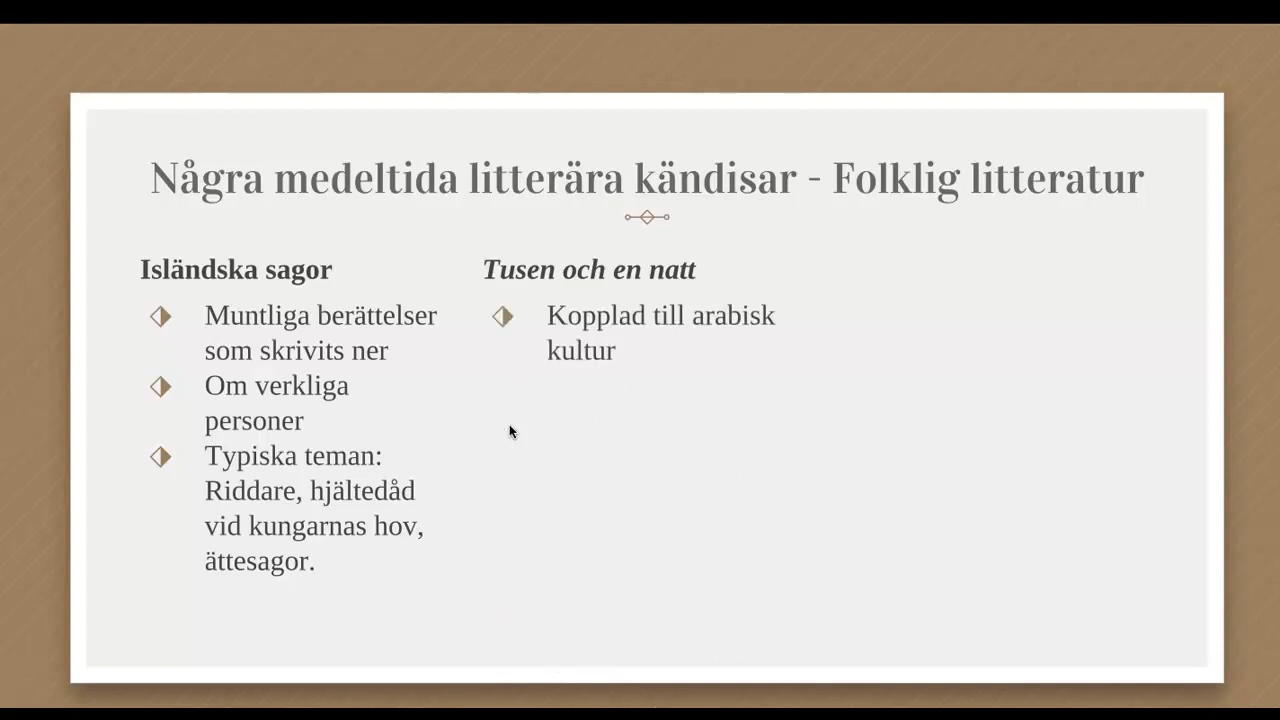 Några medeltida litterära kändisar - Folklig litteratur
Isländska sagor
Muntliga berättelser
som skrivits ner
Om verkliga
personer
Typiska teman:
Riddare, hjältedåd
vid kungarnas hov,
ättesagor.
Tusen och en natt
Kopplad till arabisk
kultur